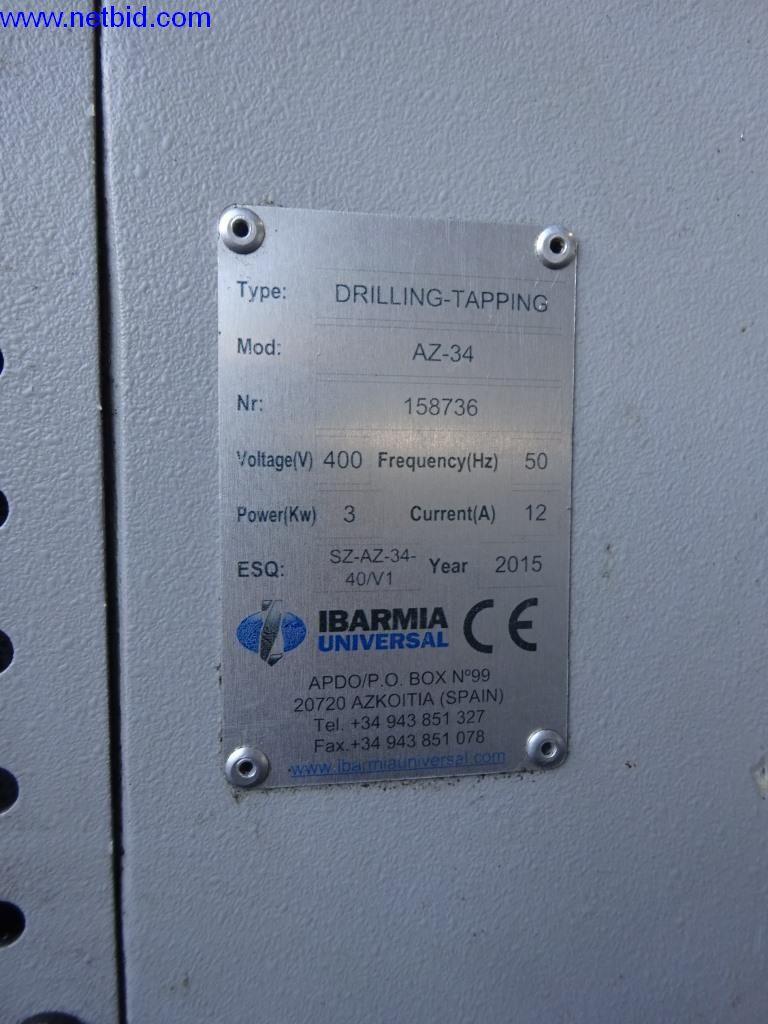 www.netbid.com
Type: DRILLING-TAPPING
Mod: AZ-34
Nr: 158736
Voltage(V) 400 Frequency(Hz) 50
Power(Kw) 3 Current(A) 12
ESQ: SZ-AZ-34-40/V1 Year 2015
IBARMIA
UNIVERSAL
CE
APDO/P.O. BOX Nº99
20720 AZKOITIA (SPAIN)
Tel. +34 943 851 327
Fax.+34 943 851 078
www.ibarmiauniversal.com